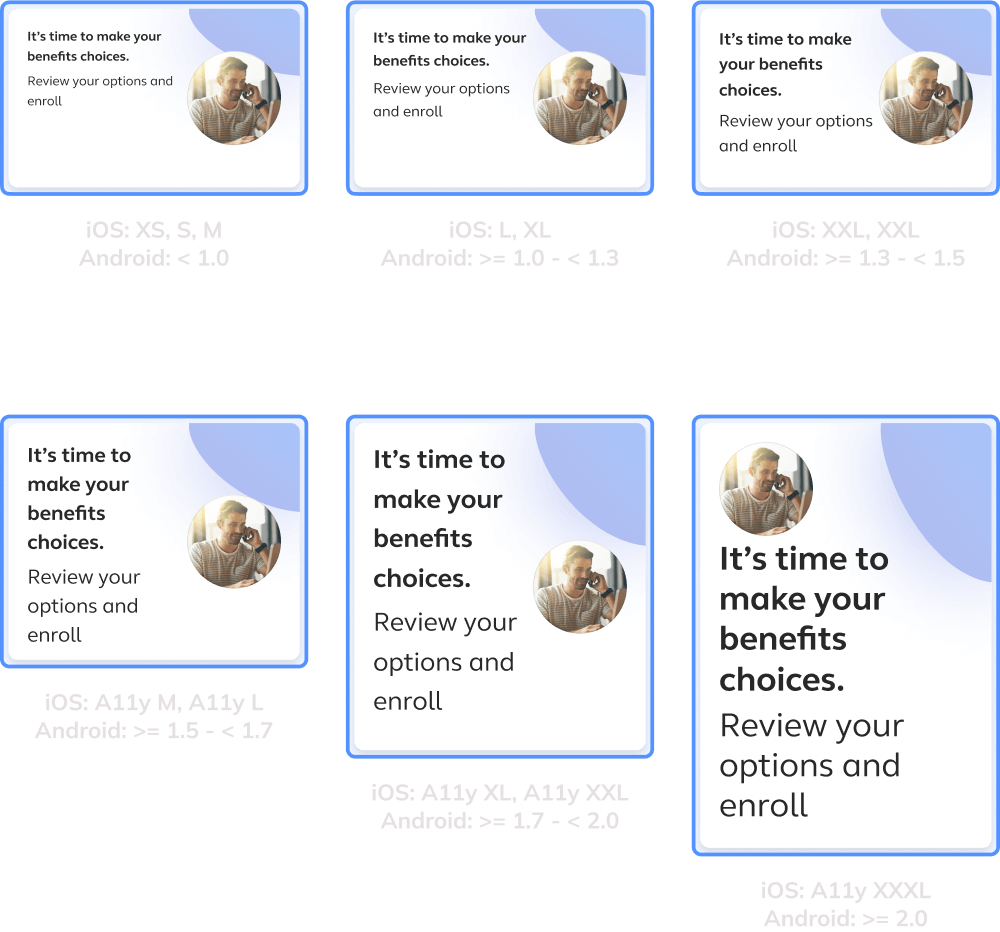 It’s time to make your
benefits choices.
Review your options and
enroll
iOS: XS, S, M
Android: < 1.0
It’s time to make your
benefits choices.
Review your options
and enroll
iOS: L, XL
Android: >= 1.0 - < 1.3
It’s time to make
your benefits
choices.
Review your options
and enroll
iOS: XXL, XXL
Android: >= 1.3 - < 1.5
It’s time to
make your
benefits
choices.
Review your
options and
enroll
iOS: A11y M, A11y L
Android: >= 1.5 - < 1.7
It’s time to
make your
benefits
choices.
Review your
options and
enroll
iOS: A11y XL, A11y XXL
Android: >= 1.7 - < 2.0
It’s time to
make your
benefits
choices.
Review your
options and
enroll
iOS: A11y XXXL
Android: >= 2.0